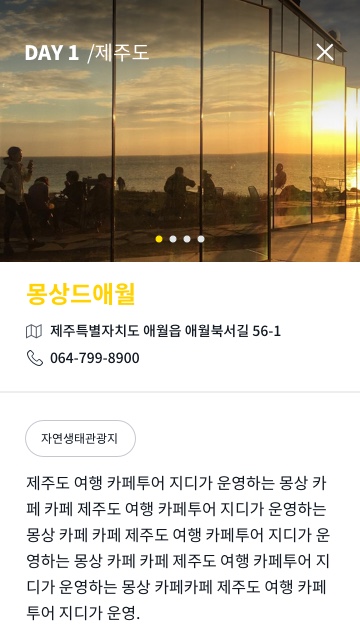 DAY 1 /제주도
몽상드애월
제주특별자치도 애월읍 애월북서길 56-1
064-799-8900
자연생태관광지
제주도 여행 카페투어 지디가 운영하는 몽상 카
페 카페 제주도 여행 카페투어 지디가 운영하는
몽상 카페 카페 제주도 여행 카페투어 지디가 운
영하는 몽상 카페 카페 제주도 여행 카페투어 지
디가 운영하는 몽상 카페카페 제주도 여행 카페
투어 지디가 운영.